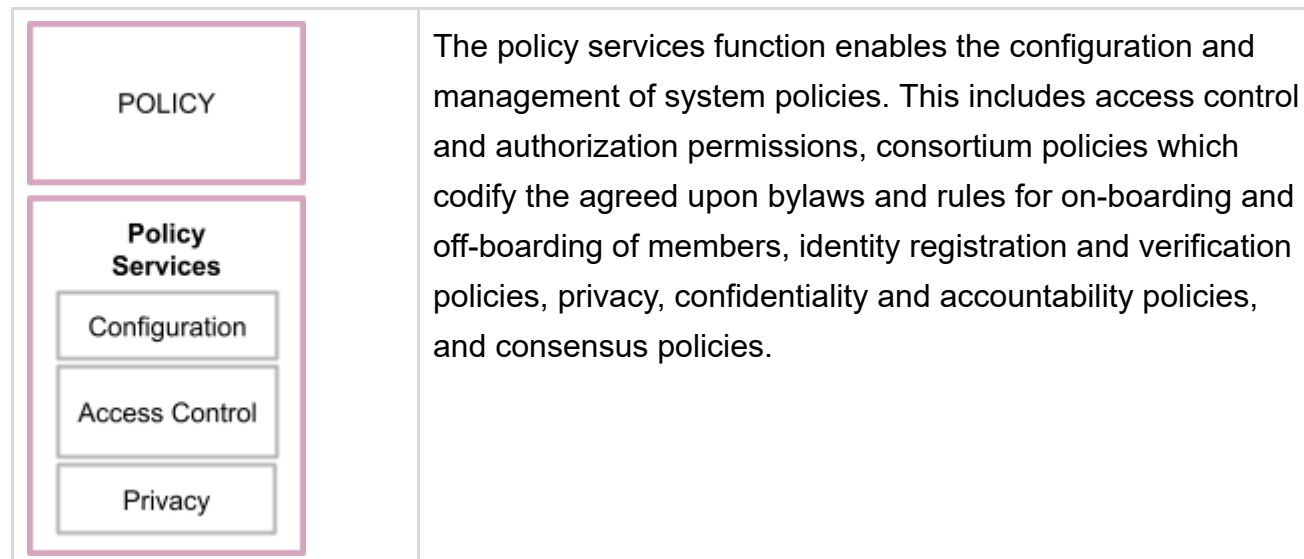 POLICY
Policy
Services
Configuration
Access Control
Privacy
The policy services function enables the configuration and
management of system policies. This includes access control
and authorization permissions, consortium policies which
codify the agreed upon bylaws and rules for on-boarding and
off-boarding of members, identity registration and verification
policies, privacy, confidentiality and accountability policies,
and consensus policies.